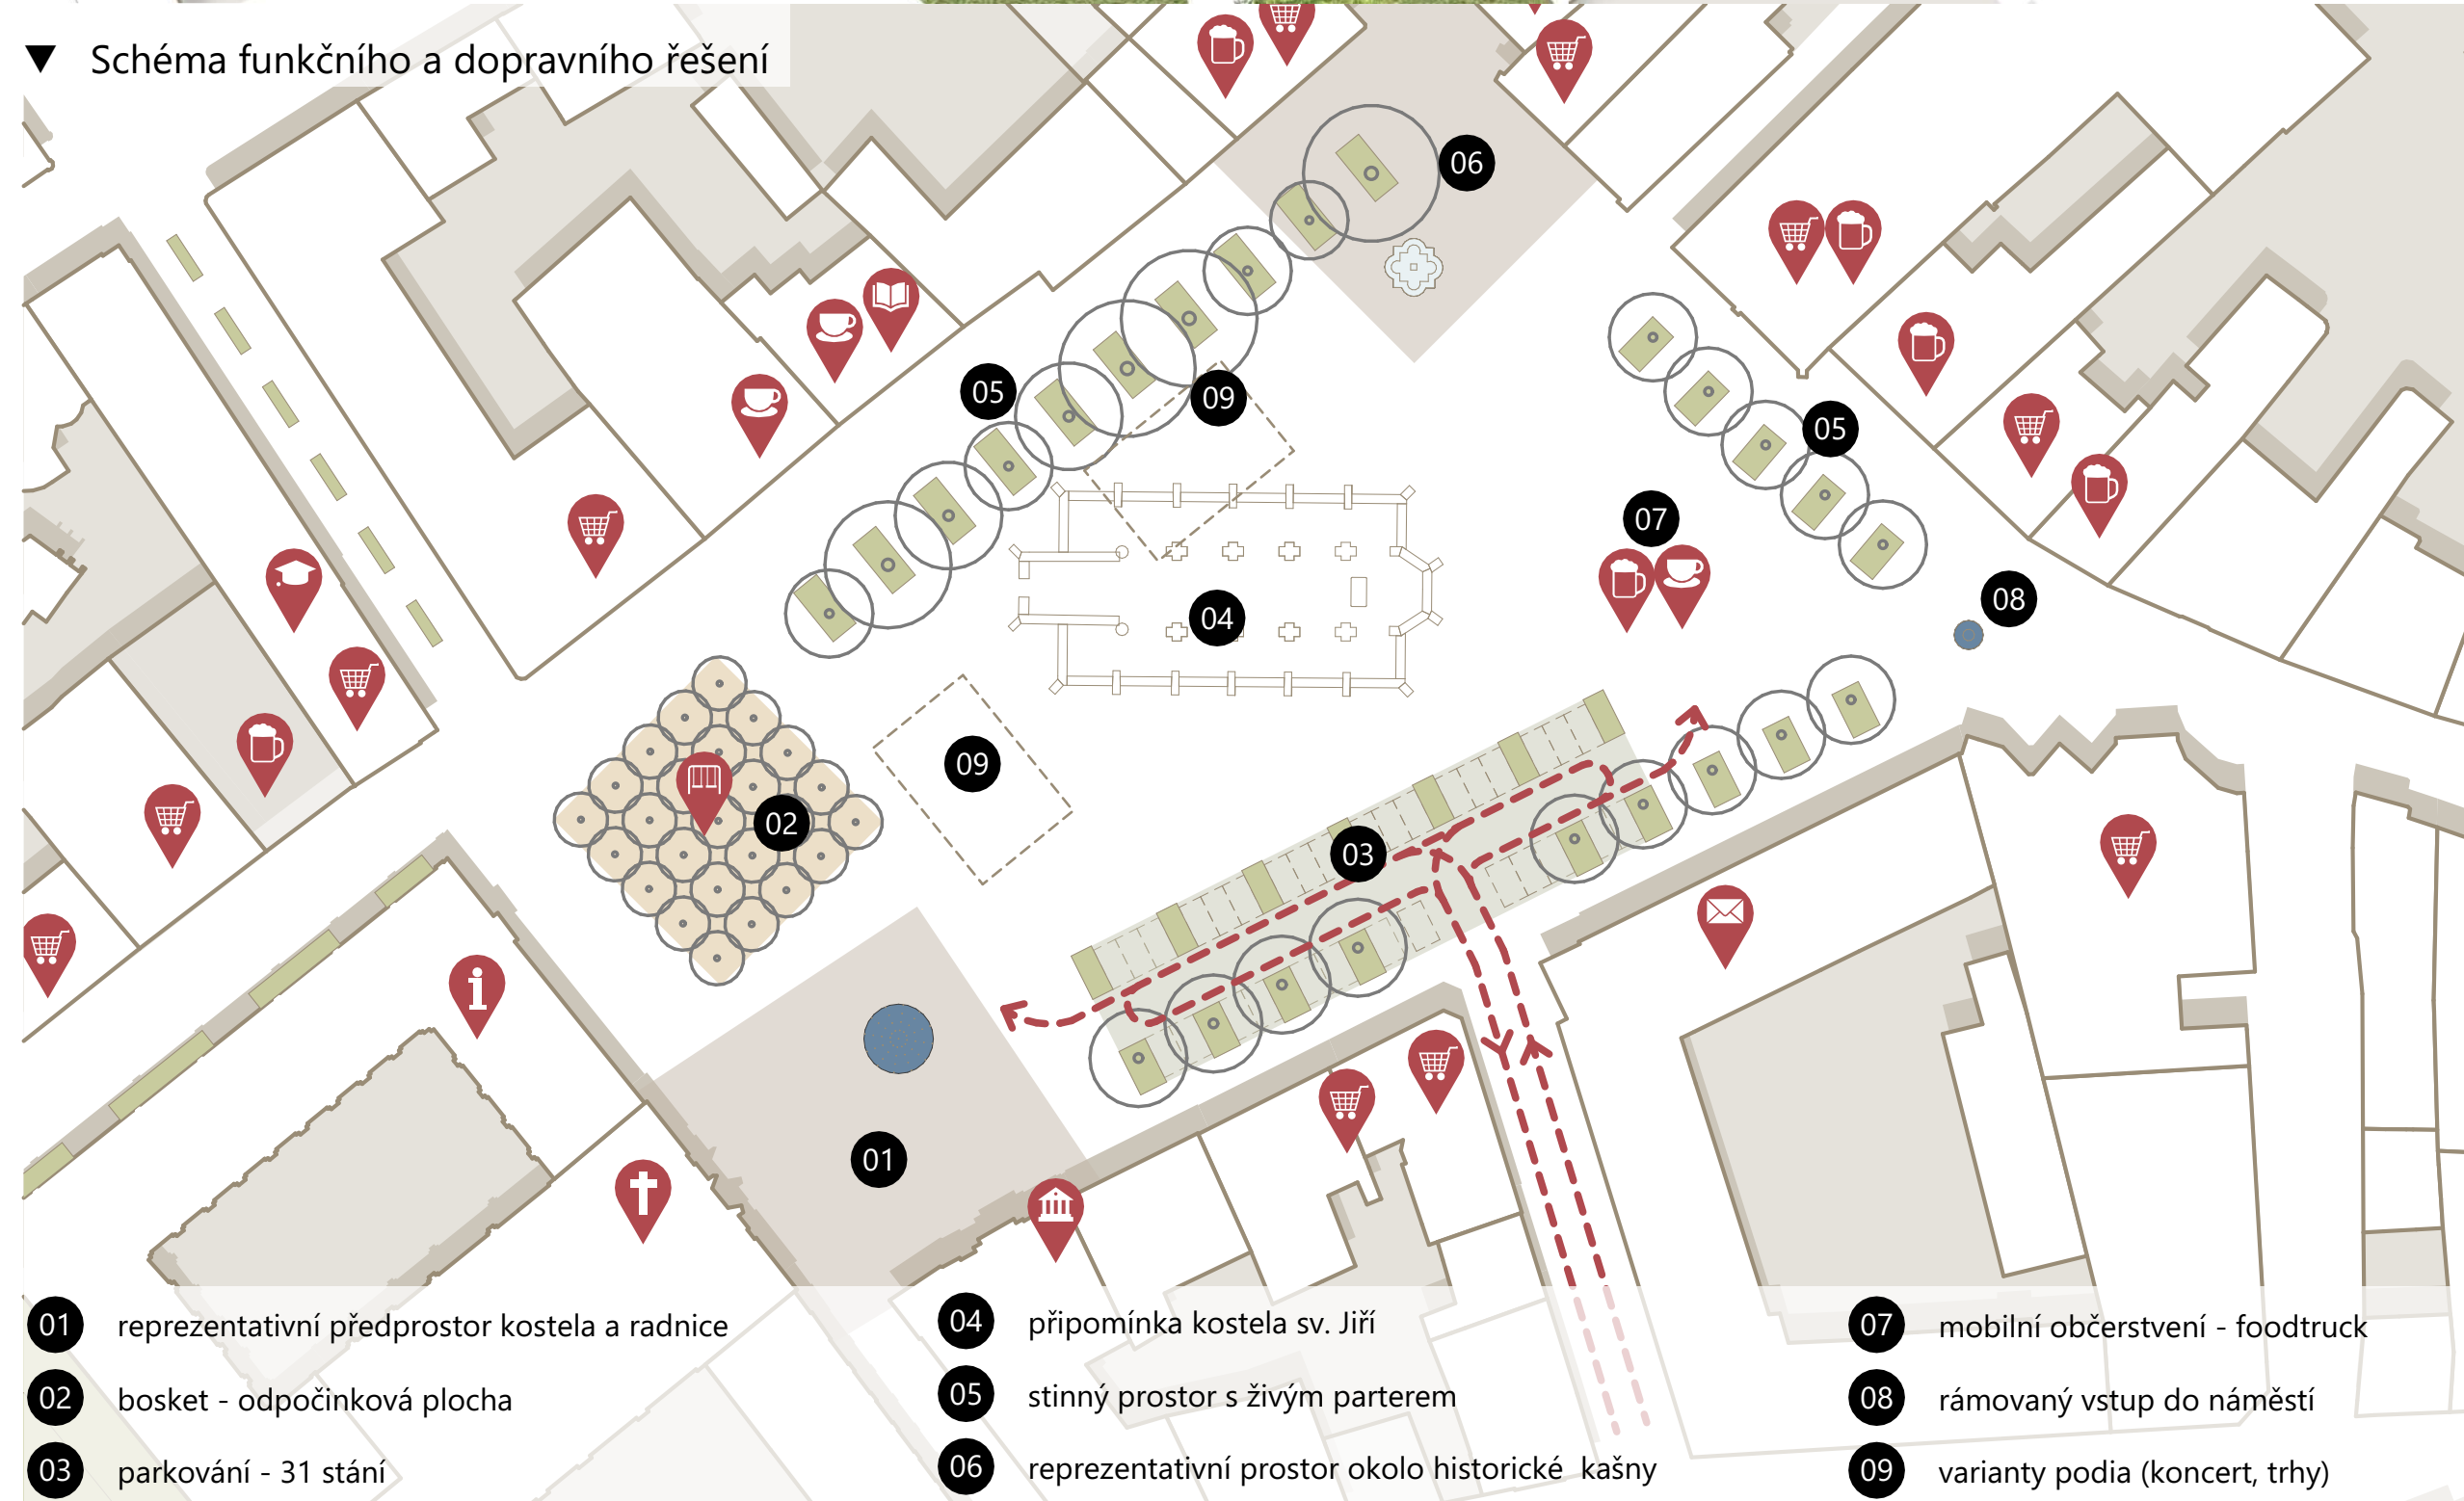 ▼ Schéma funkčního a dopravního řešení
06
05
09
05
07
08
04
09
02
03
01
01 reprezentativní předprostor kostela a radnice
02 bosket - odpočinková plocha
03 parkování - 31 stání
04 připomínka kostela sv. Jiří
05 stinný prostor s živým parterem
06 reprezentativní prostor okolo historické kašny
07 mobilní občerstvení - foodtruck
08 rámovaný vstup do náměstí
09 varianty podia (koncert, trhy)